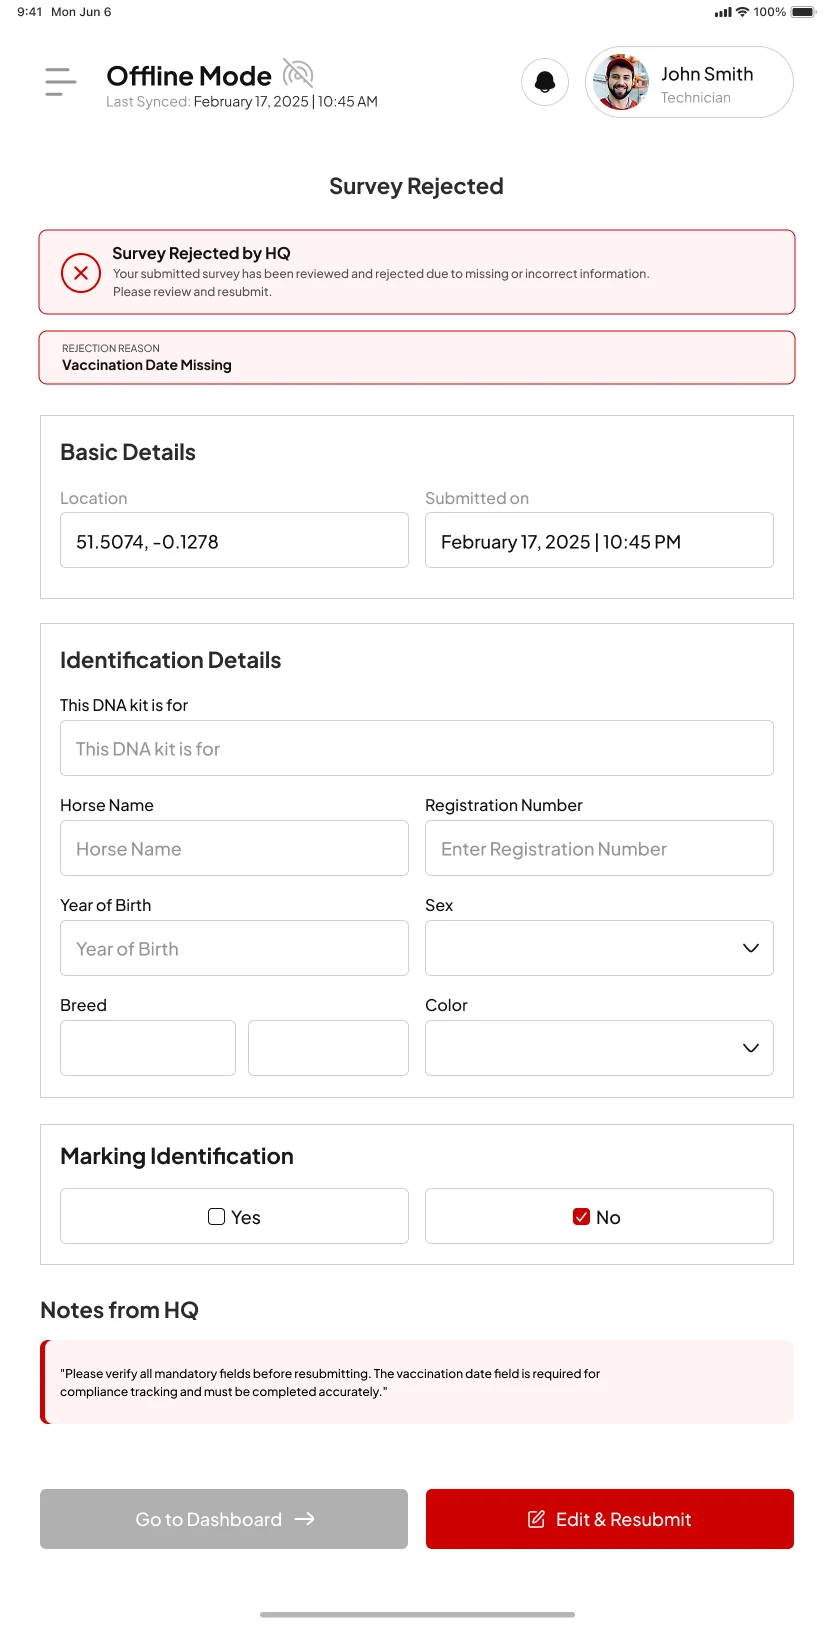 9:41 Mon Jun 6
100%
Offline Mode
Last Synced: February 17, 2025 | 10:45 AM
John Smith
Technician
Survey Rejected
Survey Rejected by HQ
Your submitted survey has been reviewed and rejected due to missing or incorrect information.
Please review and resubmit.
REJECTION REASON
Vaccination Date Missing
Basic Details
Location
Submitted on
51.5074, -0.1278
February 17, 2025 | 10:45 PM
Identification Details
This DNA kit is for
This DNA kit is for
Horse Name
Registration Number
Horse Name
Enter Registration Number
Year of Birth
Sex
Year of Birth
Breed
Color
Marking Identification
Yes
No
Notes from HQ
"Please verify all mandatory fields before resubmitting. The vaccination date field is required for
compliance tracking and must be completed accurately."
Go to Dashboard
Edit & Resubmit